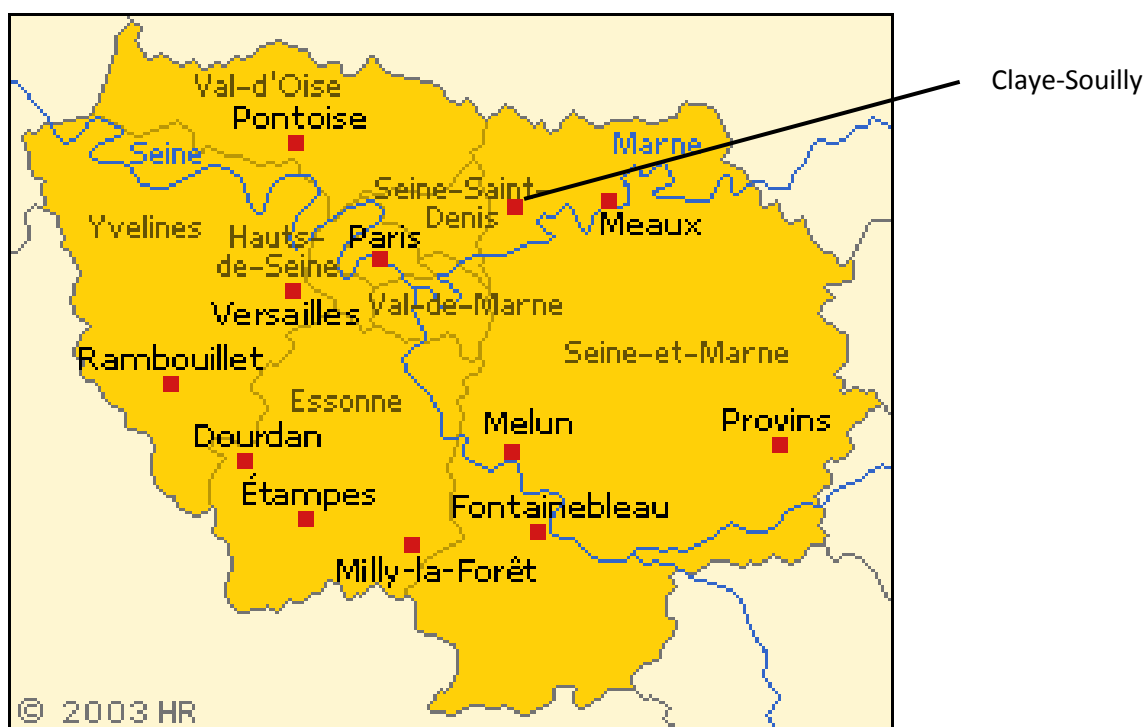 Claye-Souilly
Val-d'Oise
Pontoise
Seine
Marne
Seine-Saint-
Denis
Meaux
Yvelines
Hauts-
de-Seine
Paris
Versailles
Val-de-Marne
Rambouillet
Seine-et-Marne
Essonne
Dourdan
Melun
Provins
Étampes
Fontainebleau
Milly-la-Forêt
© 2003 HR